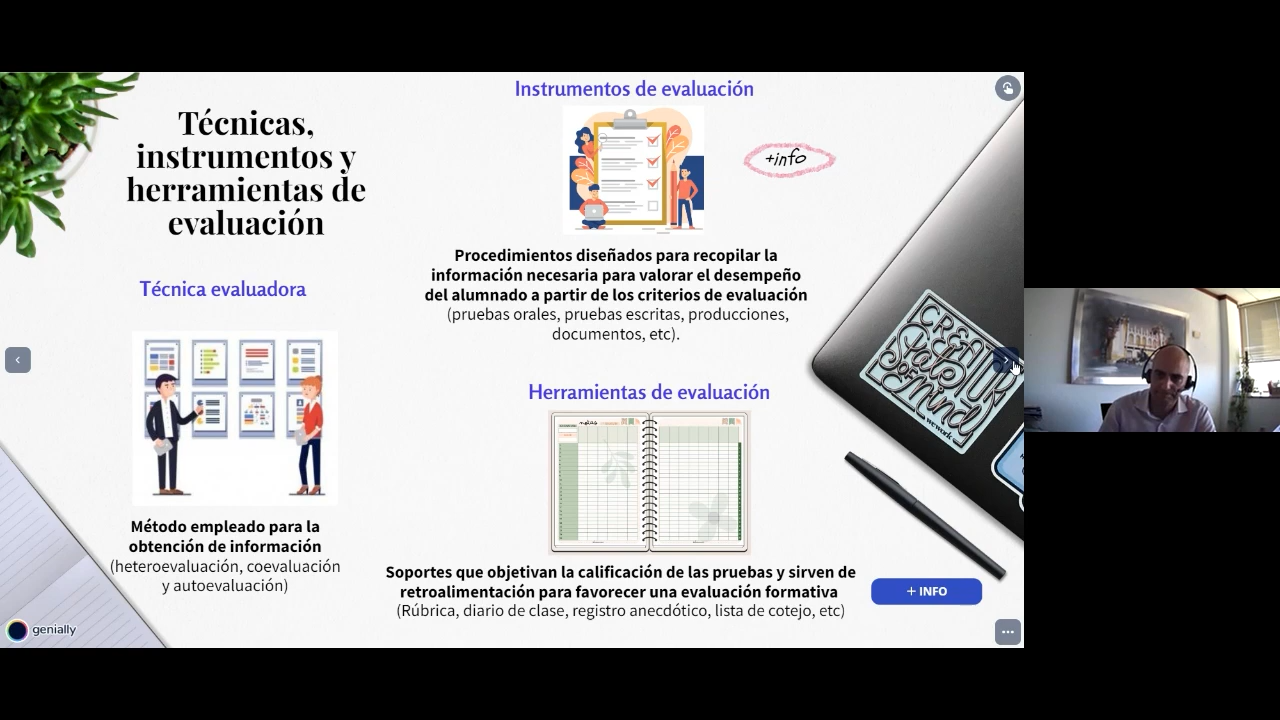 Técnicas,
instrumentos y
herramientas de
evaluación
Técnica evaluadora
Método empleado para la
obtención de información
(heteroevaluación, coevaluación
y autoevaluación)
Instrumentos de evaluación
+info
Procedimientos diseñados para recopilar la
información necesaria para valorar el desempeño
del alumnado a partir de los criterios de evaluación
(pruebas orales, pruebas escritas, producciones,
documentos, etc).
Herramientas de evaluación
Soportes que objetivan la calificación de las pruebas y sirven de
retroalimentación para favorecer una evaluación formativa
(Rúbrica, diario de clase, registro anecdótico, lista de cotejo, etc)
+ INFO
State
OF
Mind
wework
genially